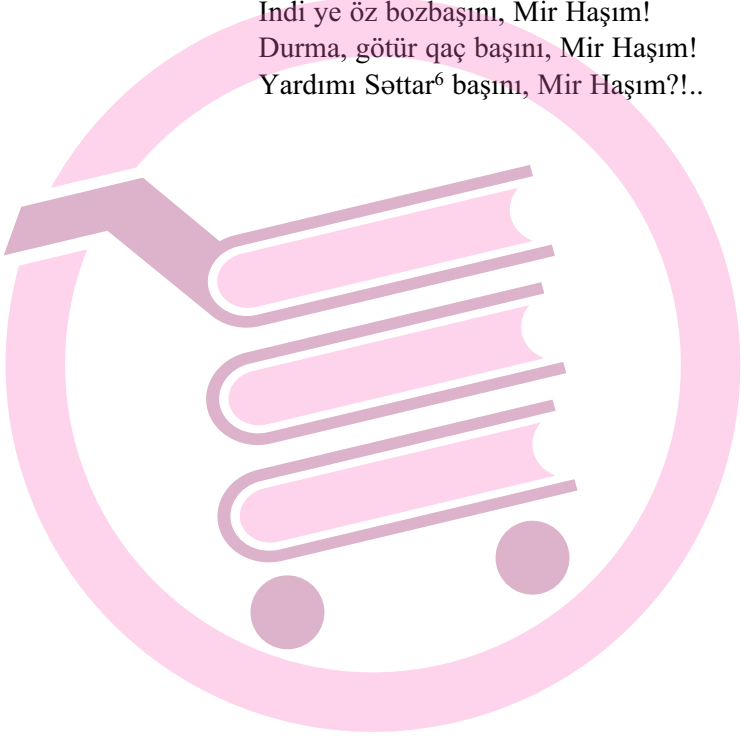 İndi ye öz bozbaşını, Mir Haşım!
Durma, götür qaç başını, Mir Haşım!
Yardımı Səttar⁶ başını, Mir Haşım?!..